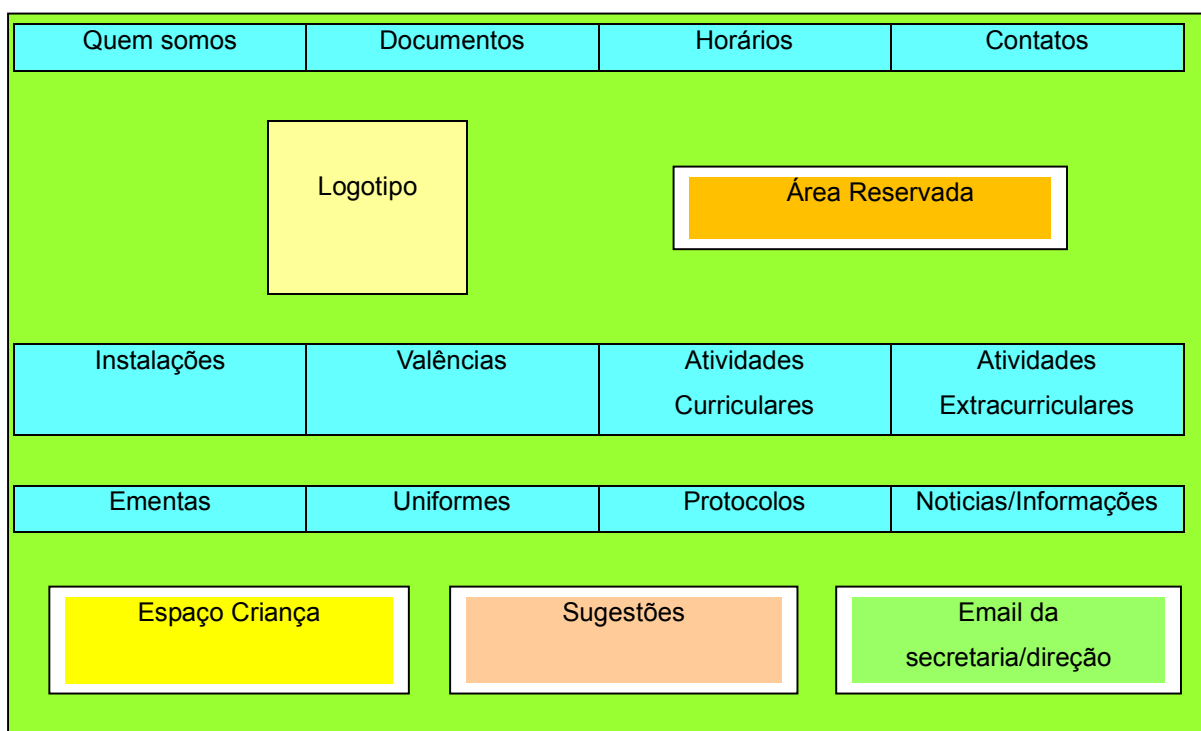 Quem somos
Documentos
Horários
Contatos
Logotipo
Área Reservada
Instalações
Valências
Atividades
Curriculares
Atividades
Extracurriculares
Ementas
Uniformes
Protocolos
Noticias/Informações
Espaço Criança
Sugestões
Email da
secretaria/direção